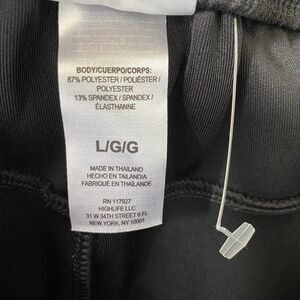 BODY/CUERPO/CORPS:
87% POLYESTER / POLIÉSTER /
POLYESTER
13% SPANDEX / SPANDEX /
ÉLASTHANNE
L/G/G
MADE IN THAILAND
HECHO EN TAILANDIA
FABRIQUÉ EN THAÏLANDE
RN 117927
HIGHLIFE LLC
31 W 34TH STREET 6 FL
NEW YORK, NY 10001